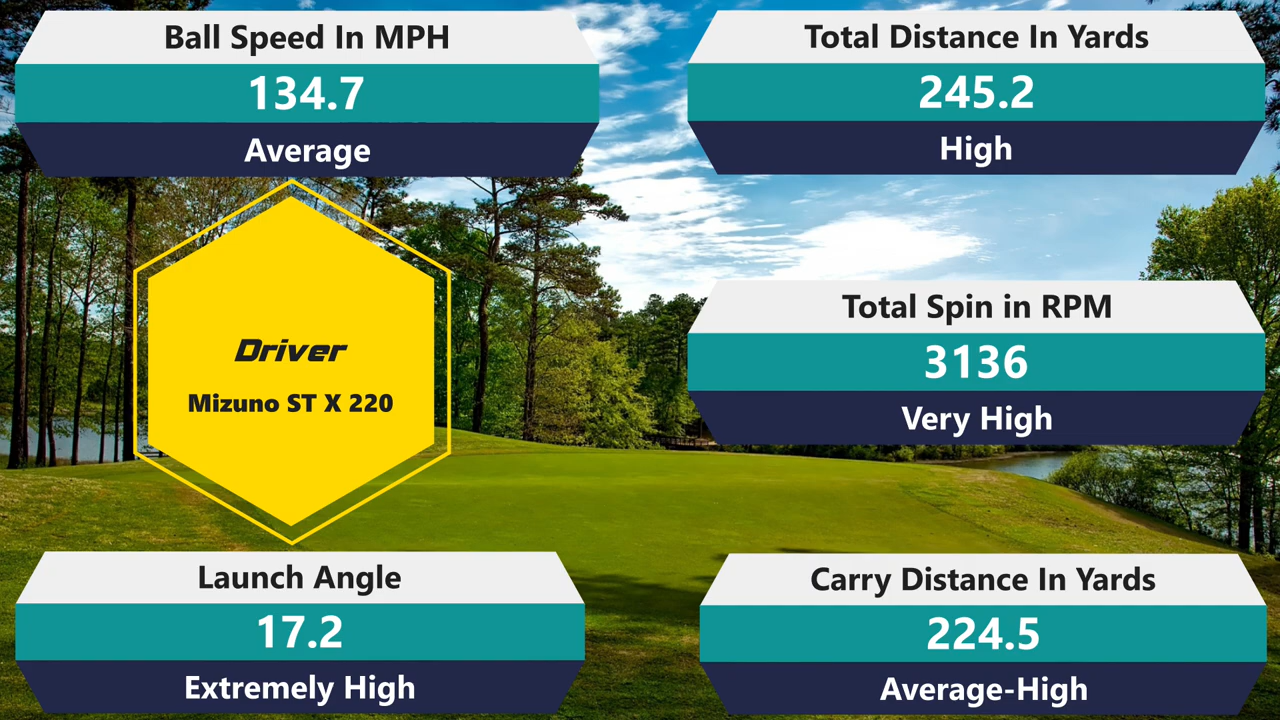 Ball Speed In MPH
134.7
Average
Total Distance In Yards
245.2
High
Driver
Mizuno ST X 220
Total Spin in RPM
3136
Very High
Launch Angle
17.2
Extremely High
Carry Distance In Yards
224.5
Average-High